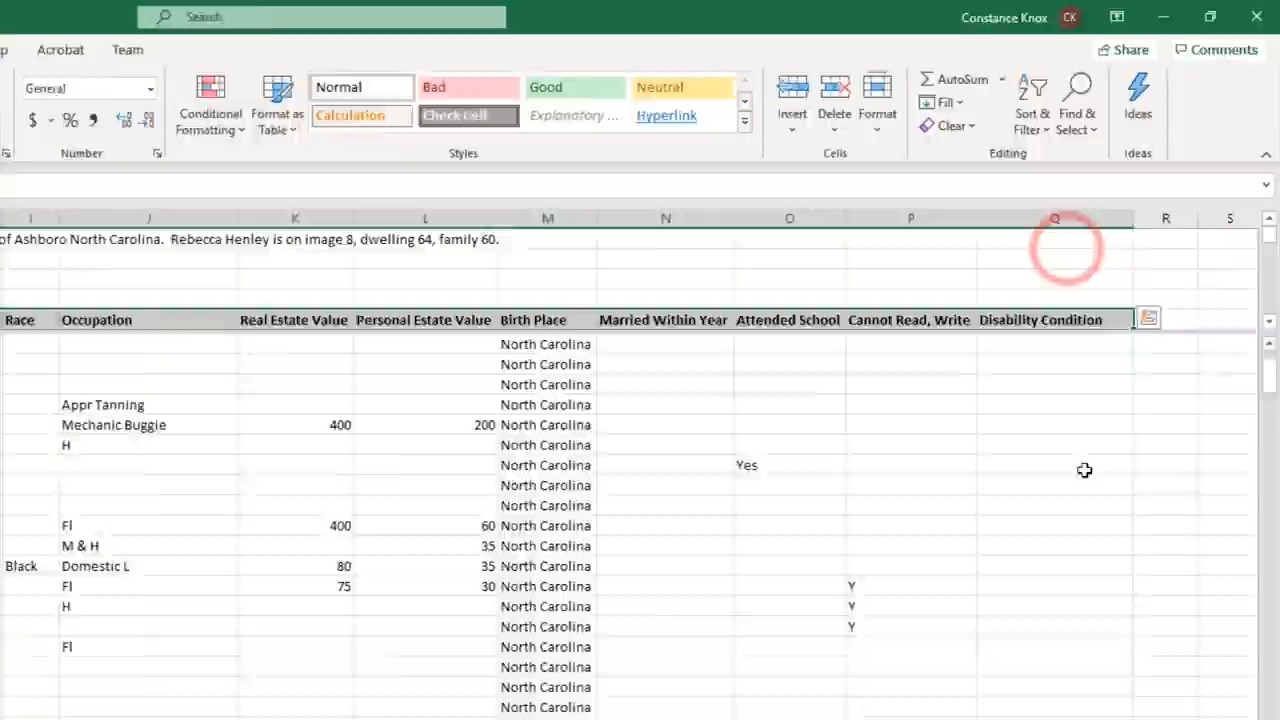 Search
Constance Knox CK
p Acrobat Team
Share Comments
General
Normal Bad Good Neutral
Calculation Check Cell Explanatory ... Hyperlink
Conditional Formatting
Format as Table
Insert Delete Format
AutoSum
Fill
Clear
Sort & Filter
Find & Select
Ideas
$ % 9
Number Styles Cells Editing Ideas
I J K L M N O P Q R S
of Ashboro North Carolina. Rebecca Henley is on image 8, dwelling 64, family 60.
Race Occupation Real Estate Value Personal Estate Value Birth Place Married Within Year Attended School Cannot Read, Write Disability Condition
North Carolina
North Carolina
North Carolina
Appr Tanning North Carolina
Mechanic Buggie 400 200 North Carolina
H North Carolina
North Carolina Yes
North Carolina
North Carolina
Fl 400 60 North Carolina
M & H 35 North Carolina
Black Domestic L 80 35 North Carolina
Fl 75 30 North Carolina Y
H North Carolina Y
North Carolina Y
Fl North Carolina
North Carolina
North Carolina
North Carolina